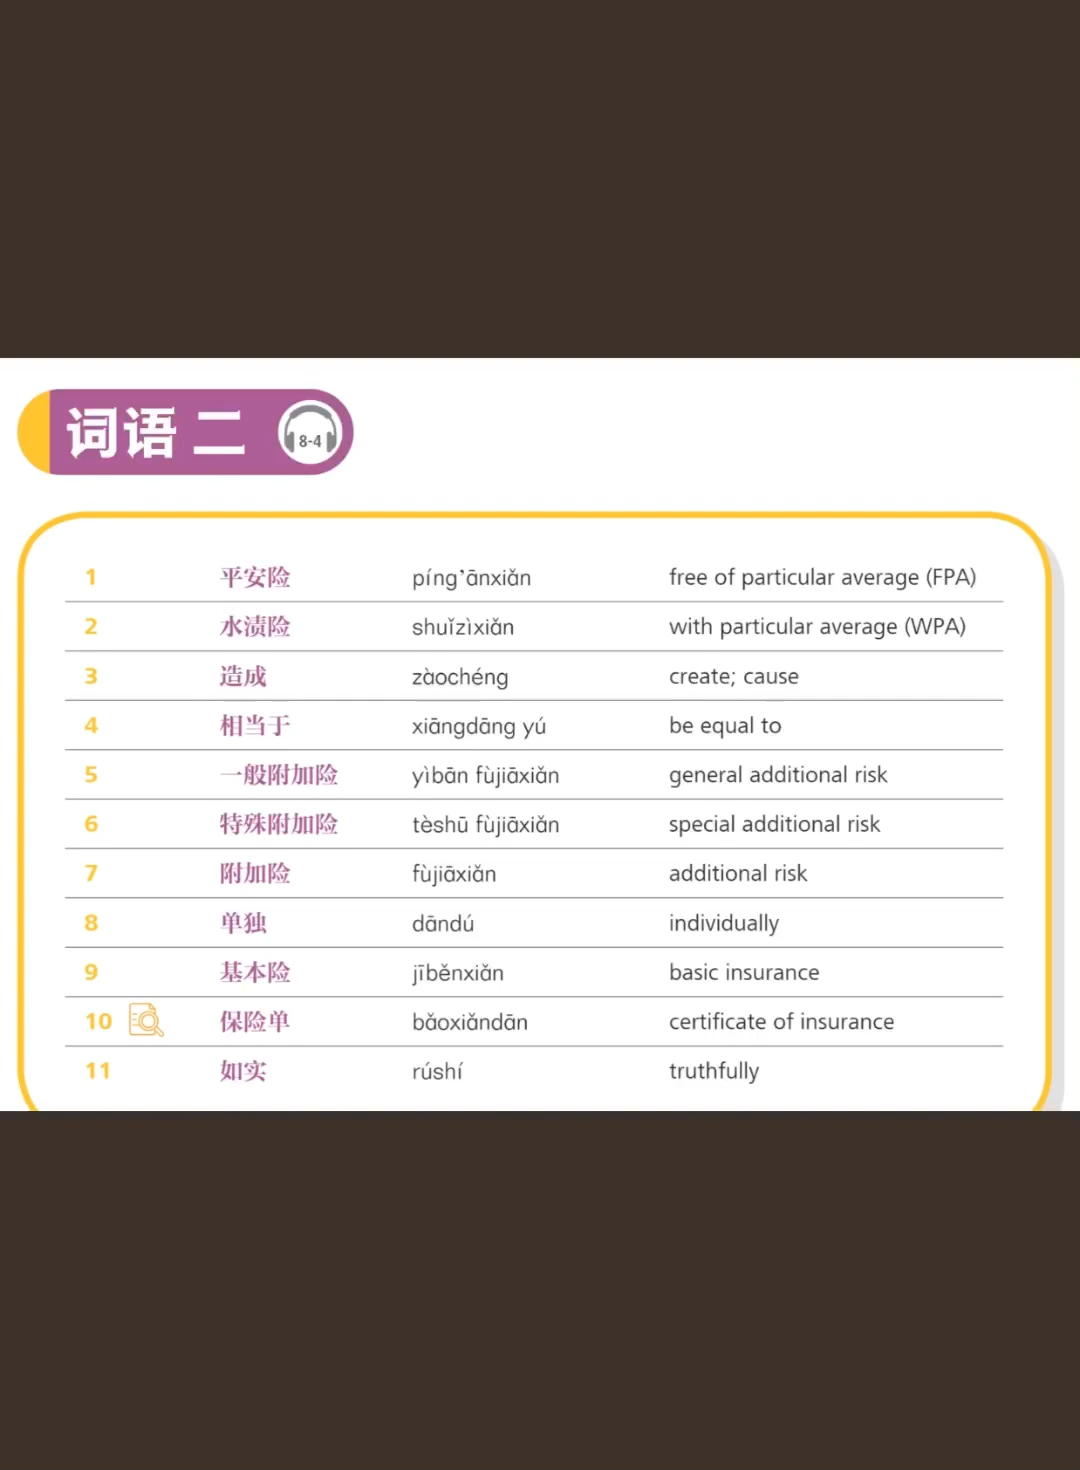 词语 二 8-4
1 平安险 píng’ānxiǎn free of particular average (FPA)
2 水渍险 shuǐzìxiǎn with particular average (WPA)
3 造成 zàochéng create; cause
4 相当于 xiāngdāng yú be equal to
5 一般附加险 yìbān fùjiāxiǎn general additional risk
6 特殊附加险 tèshū fùjiāxiǎn special additional risk
7 附加险 fùjiāxiǎn additional risk
8 单独 dāndú individually
9 基本险 jīběnxiǎn basic insurance
10 保险单 bǎoxiǎndān certificate of insurance
11 如实 rúshí truthfully